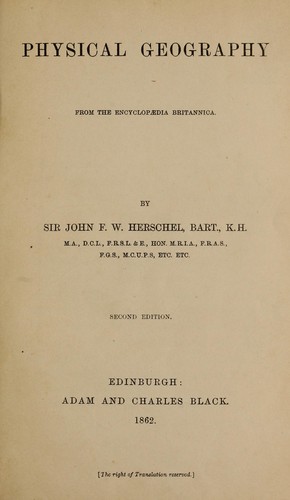 PHYSICAL GEOGRAPHY
FROM THE ENCYCLOPÆDIA BRITANNICA.
BY
SIR JOHN F. W. HERSCHEL, BART., K.H.
M.A., D.C.L., F.R.S.L. & E., HON. M.R.I.A., F.R.A.S.,
F.G.S., M.C.U.P.S, ETC. ETC.
SECOND EDITION.
EDINBURGH:
ADAM AND CHARLES BLACK.
1862.
[The right of Translation reserved.]